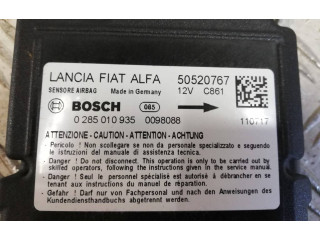 LANCIA FIAT ALFA 50520767
SENSORE AIRBAG Made in Germany 12V C861
BOSCH 085
0 285 010 935 0098088 110717
ATTENZIONE - CAUTION - ATTENTION - ACHTUNG
- Pericolo ! Non scollegare se non da personale specializzato e seguendo
le istruzioni del manuale di assistenza tecnica.
- Danger ! Do not disconnect. This operation is only to be carried out by
skilled operators following the instructions in the service manual.
- Danger ! Seul le personnel spécialisé est autorisé à débrancher en se
tenant aux instructions du manuel de réparation.
- Gefahr ! Darf nur von Fachpersonal und nach den Anweisungen des
Kundendiensthandbuchs abgetrennt werden.